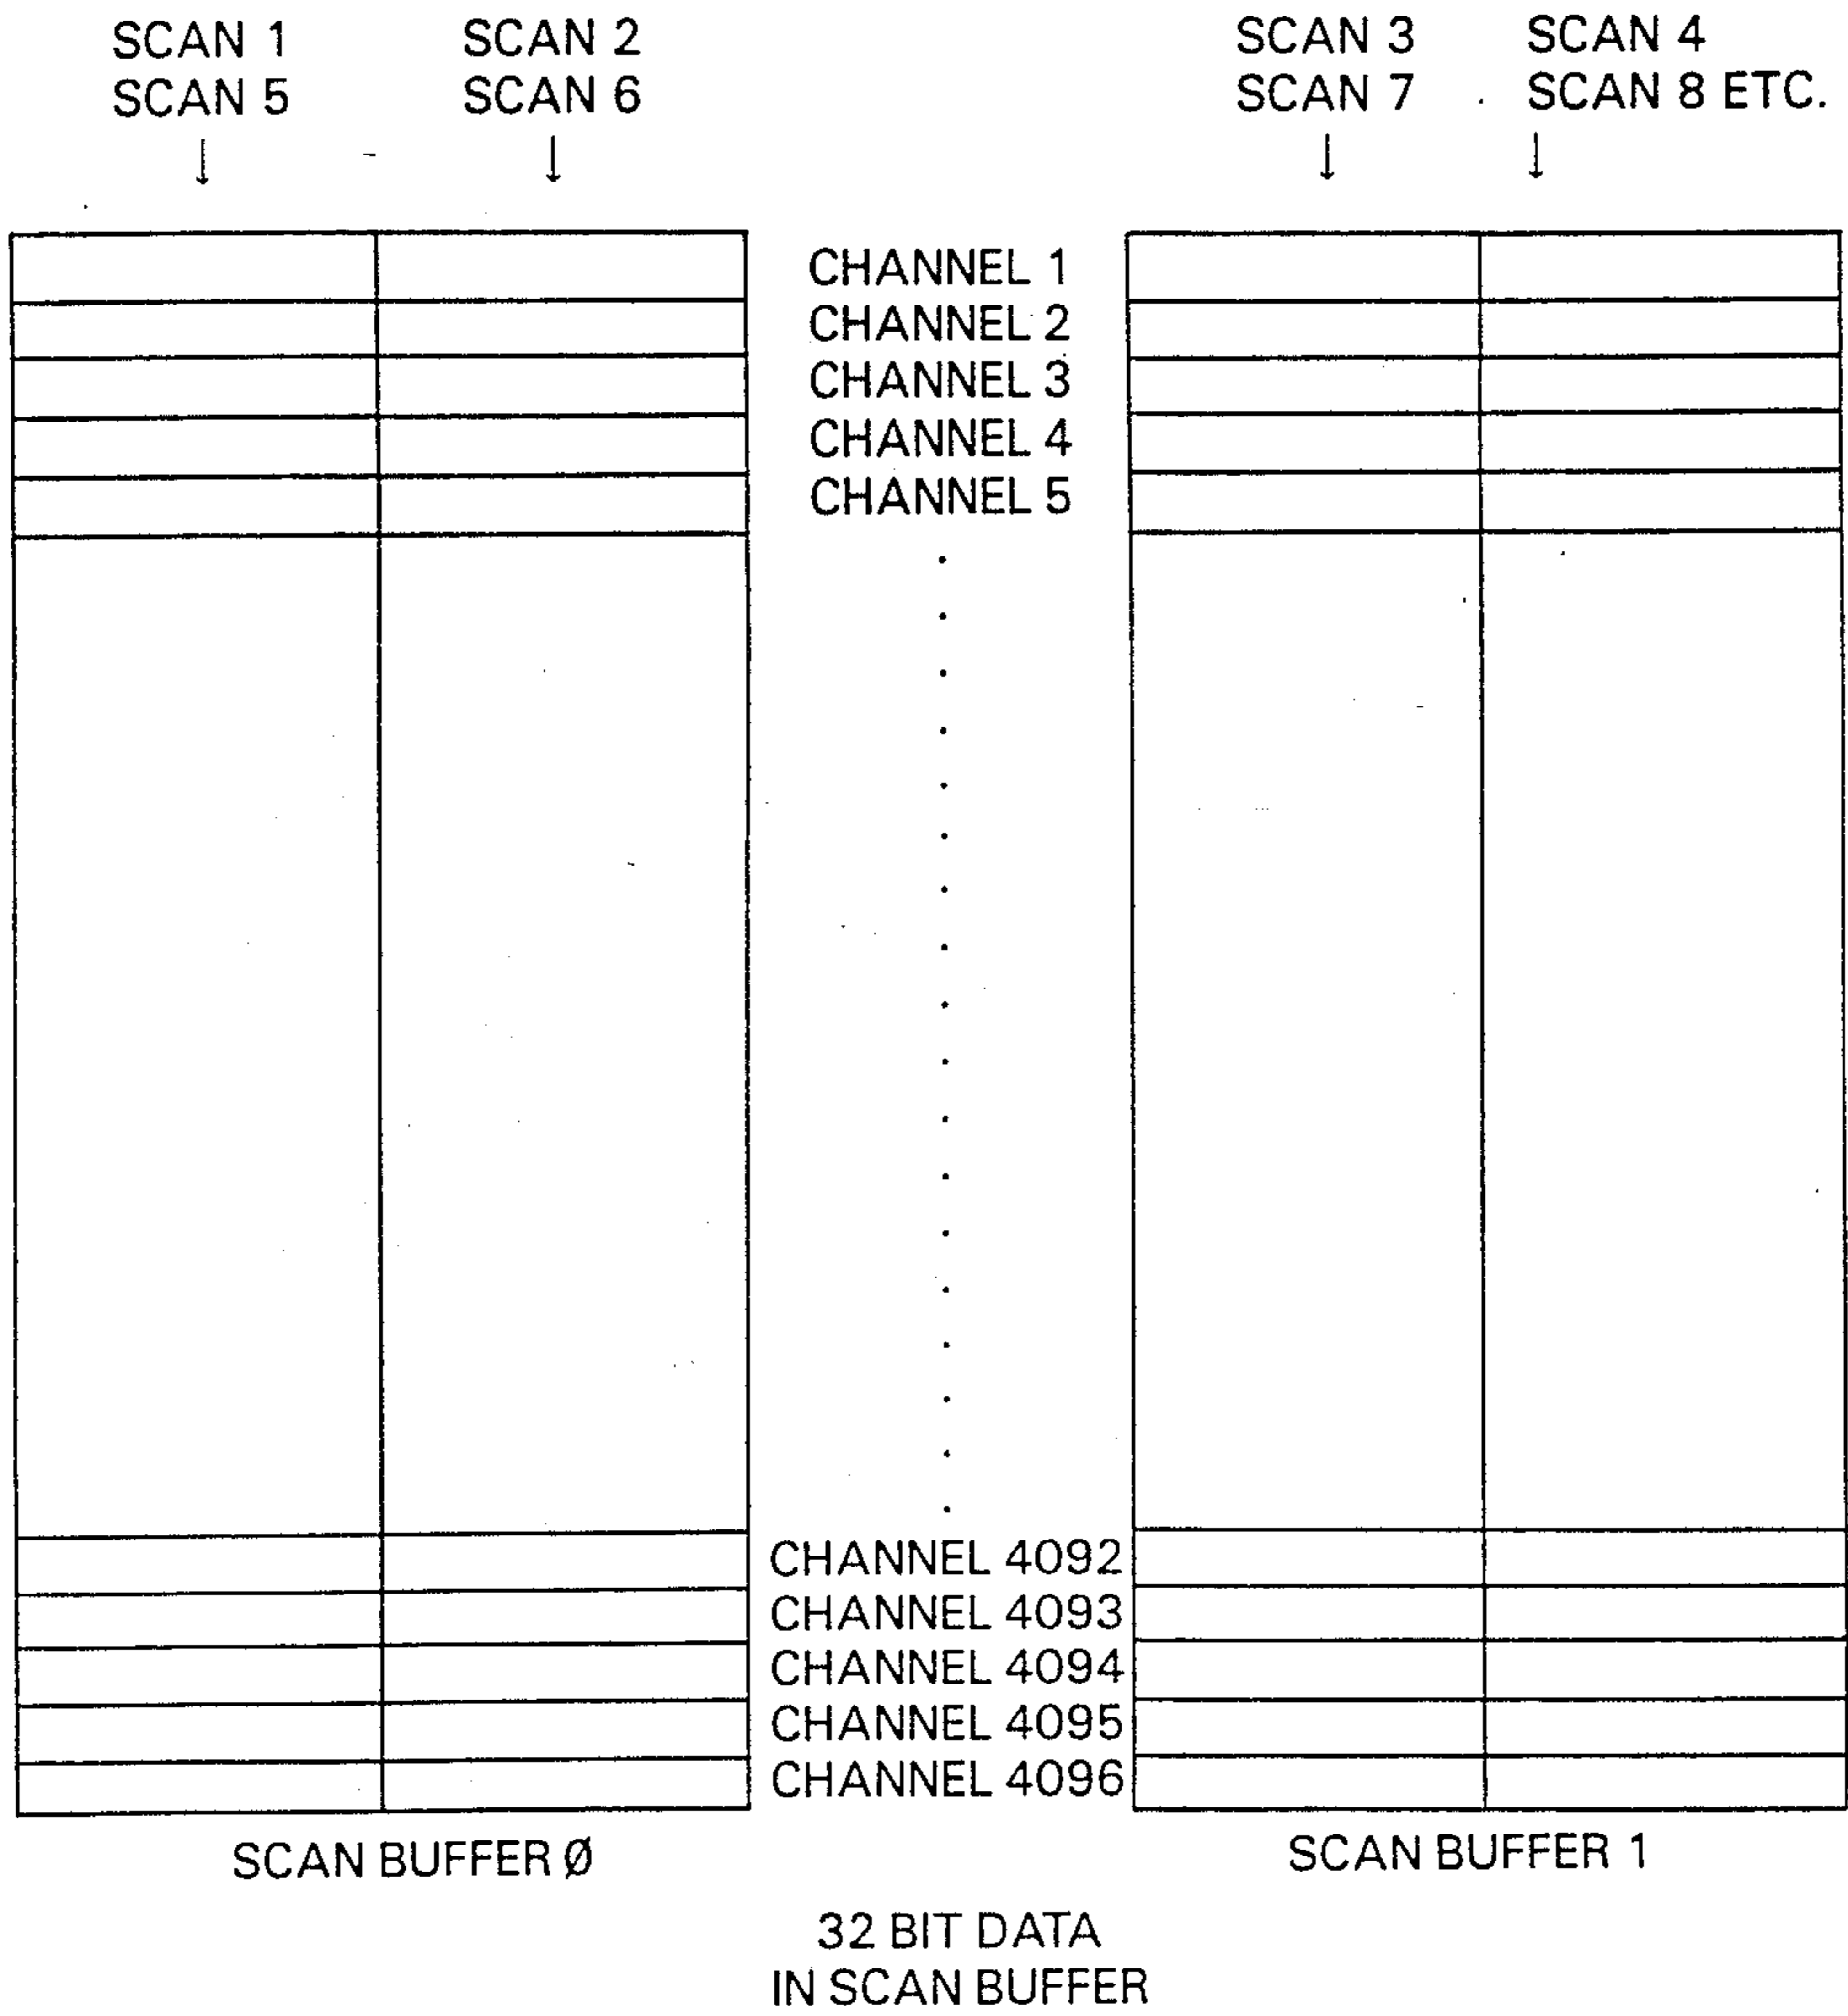 SCAN 1 SCAN 2 SCAN 3 SCAN 4
SCAN 5 SCAN 6 SCAN 7 SCAN 8 ETC.
CHANNEL 1
CHANNEL 2
CHANNEL 3
CHANNEL 4
CHANNEL 5
CHANNEL 4092
CHANNEL 4093
CHANNEL 4094
CHANNEL 4095
CHANNEL 4096
SCAN BUFFER Ø SCAN BUFFER 1
32 BIT DATA
IN SCAN BUFFER